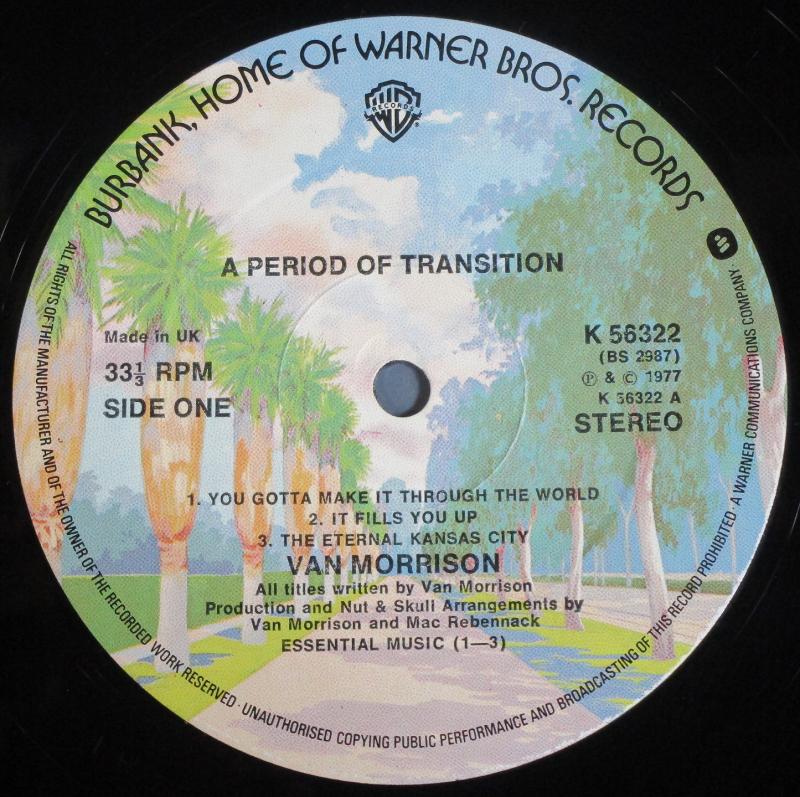 BURBANK, HOME OF WARNER BROS. RECORDS
RECORDS
A PERIOD OF TRANSITION
Made in UK
33⅓ RPM
SIDE ONE
K 56322
(BS 2987)
℗ & © 1977
K 56322 A
STEREO
1. YOU GOTTA MAKE IT THROUGH THE WORLD
2. IT FILLS YOU UP
3. THE ETERNAL KANSAS CITY
VAN MORRISON
All titles written by Van Morrison
Production and Nut & Skull Arrangements by
Van Morrison and Mac Rebennack
ESSENTIAL MUSIC (1—3)
ALL RIGHTS OF THE MANUFACTURER AND OF THE OWNER OF THE RECORDED WORK RESERVED · UNAUTHORISED COPYING PUBLIC PERFORMANCE AND BROADCASTING OF THIS RECORD PROHIBITED · A WARNER COMMUNICATIONS COMPANY ·